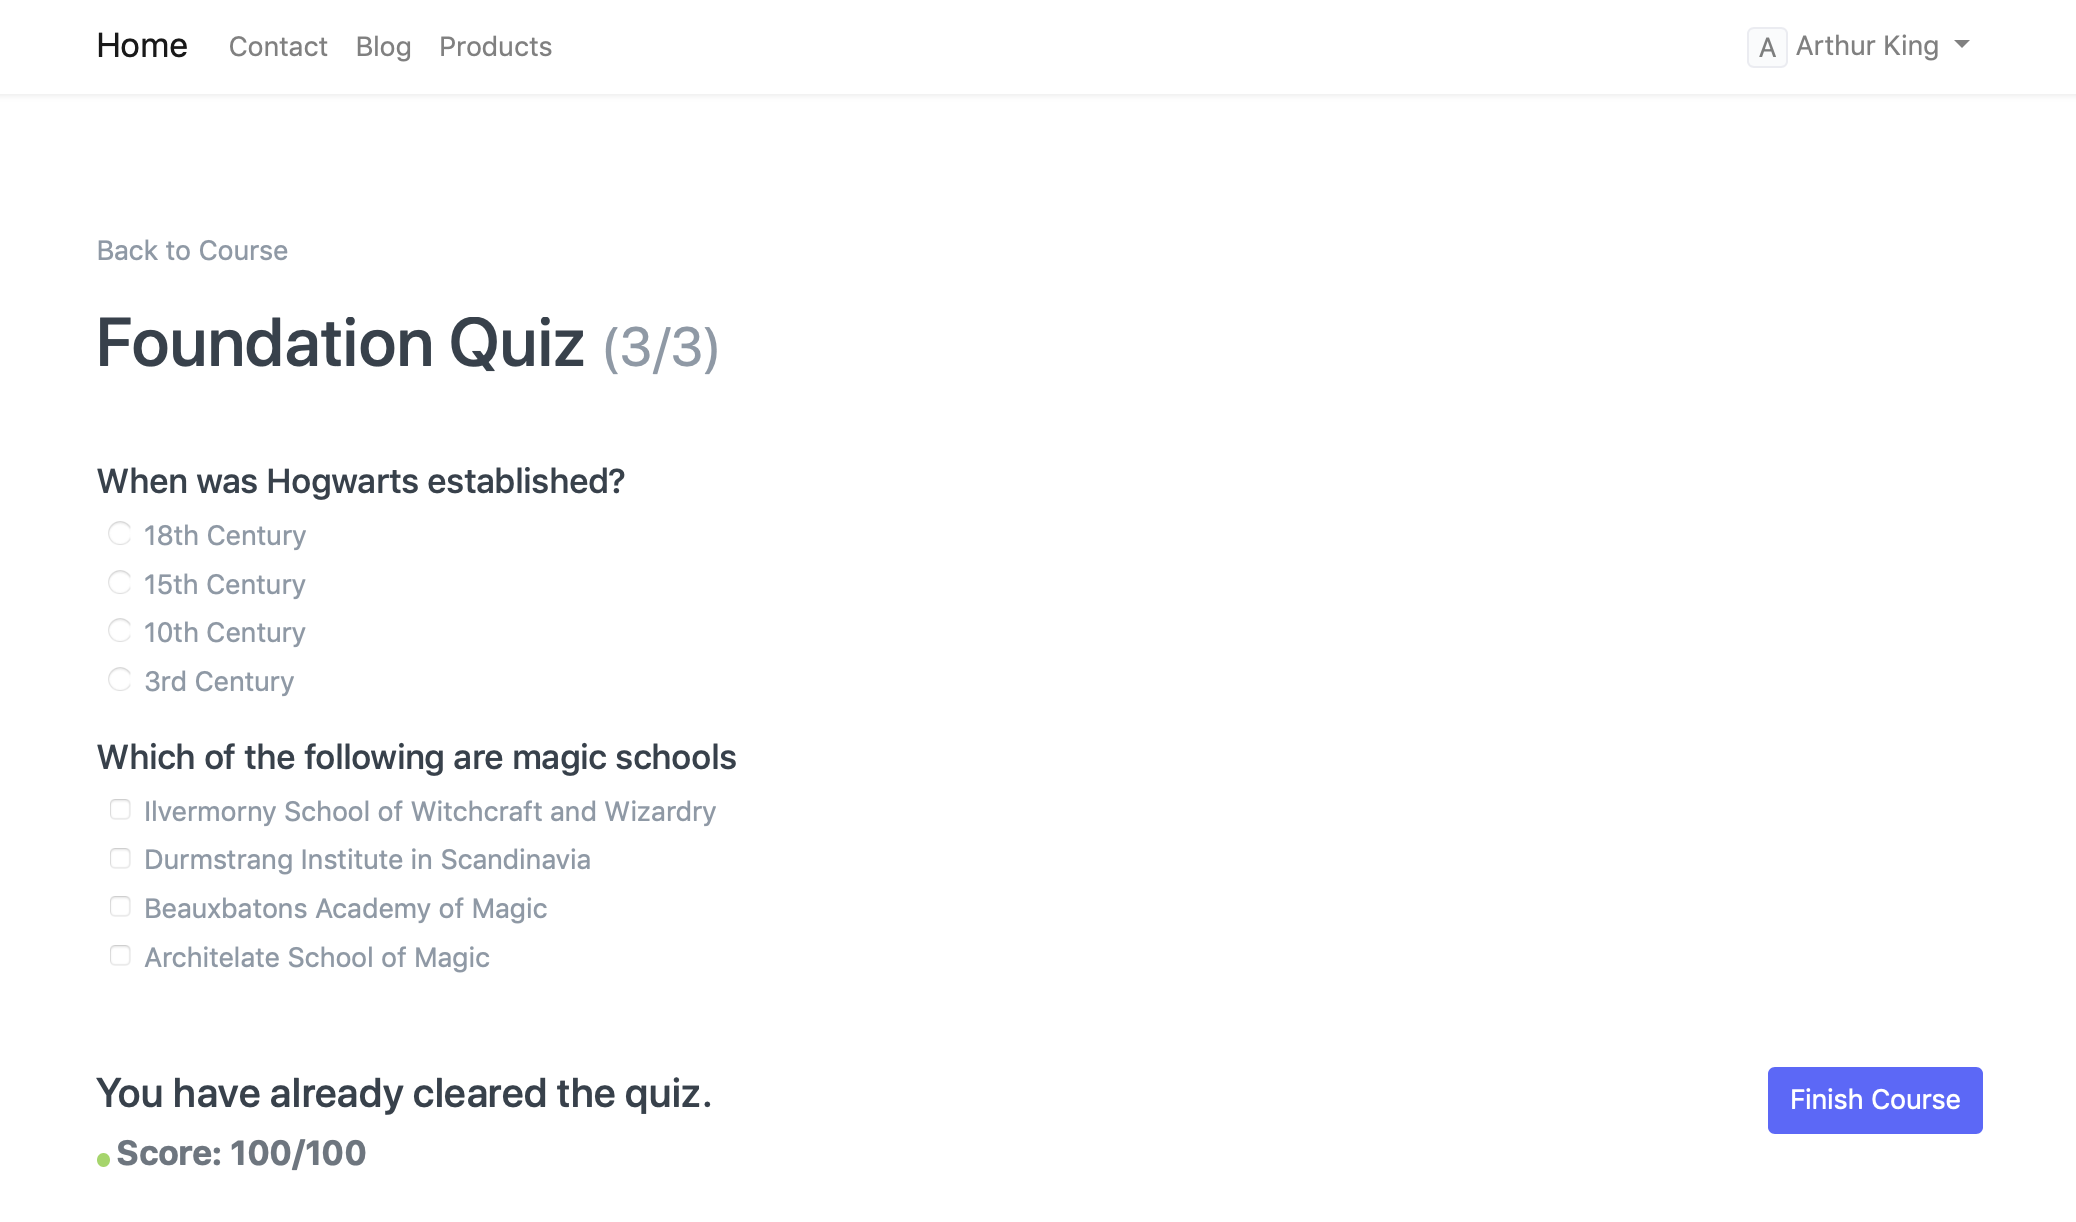 Home Contact Blog Products A Arthur King
Back to Course
Foundation Quiz (3/3)
When was Hogwarts established?
18th Century
15th Century
10th Century
3rd Century
Which of the following are magic schools
Ilvermorny School of Witchcraft and Wizardry
Durmstrang Institute in Scandinavia
Beauxbatons Academy of Magic
Architelate School of Magic
You have already cleared the quiz.
Finish Course
Score: 100/100